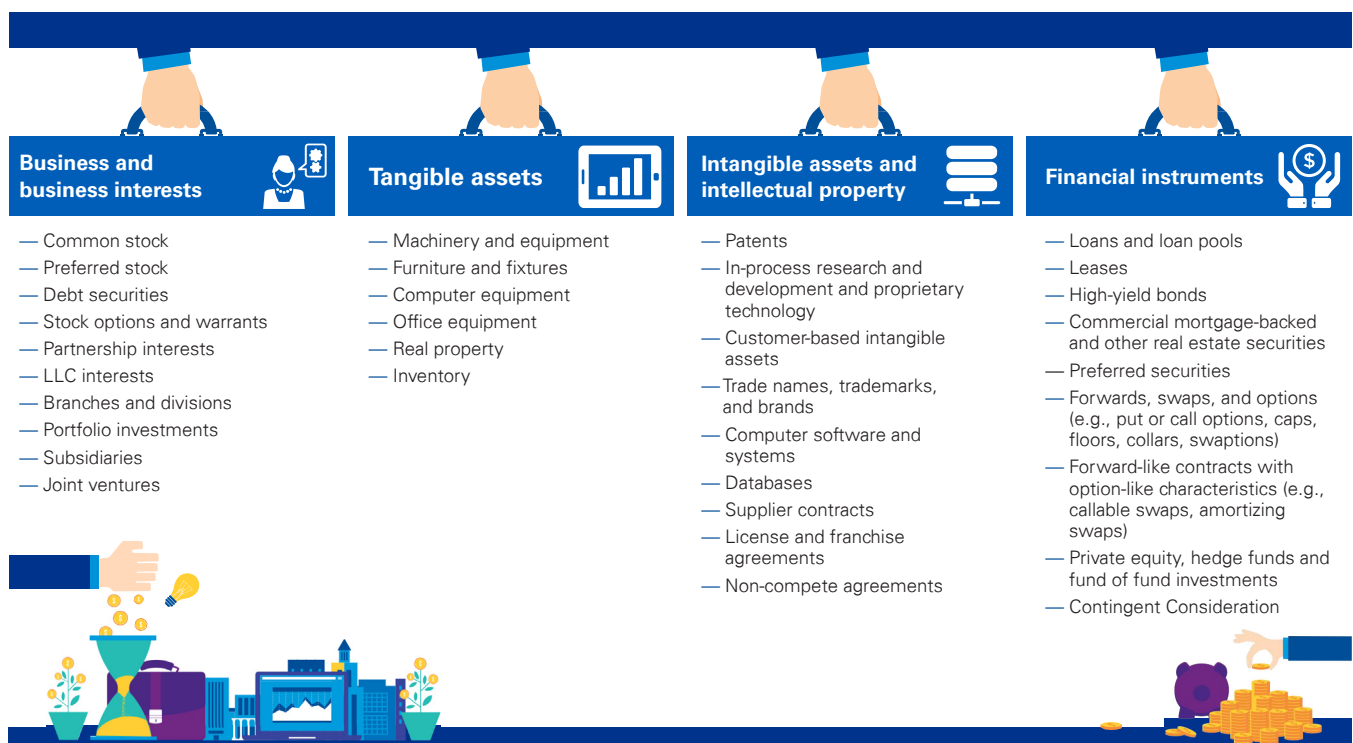 Business and
business interests
— Common stock
— Preferred stock
— Debt securities
— Stock options and warrants
— Partnership interests
— LLC interests
— Branches and divisions
— Portfolio investments
— Subsidiaries
— Joint ventures
Tangible assets
— Machinery and equipment
— Furniture and fixtures
— Computer equipment
— Office equipment
— Real property
— Inventory
Intangible assets and
intellectual property
— Patents
— In-process research and
development and proprietary
technology
— Customer-based intangible
assets
— Trade names, trademarks,
and brands
— Computer software and
systems
— Databases
— Supplier contracts
— License and franchise
agreements
— Non-compete agreements
Financial instruments
$
— Loans and loan pools
— Leases
— High-yield bonds
— Commercial mortgage-backed
and other real estate securities
— Preferred securities
— Forwards, swaps, and options
(e.g., put or call options, caps,
floors, collars, swaptions)
— Forward-like contracts with
option-like characteristics (e.g.,
callable swaps, amortizing
swaps)
— Private equity, hedge funds and
fund of fund investments
— Contingent Consideration